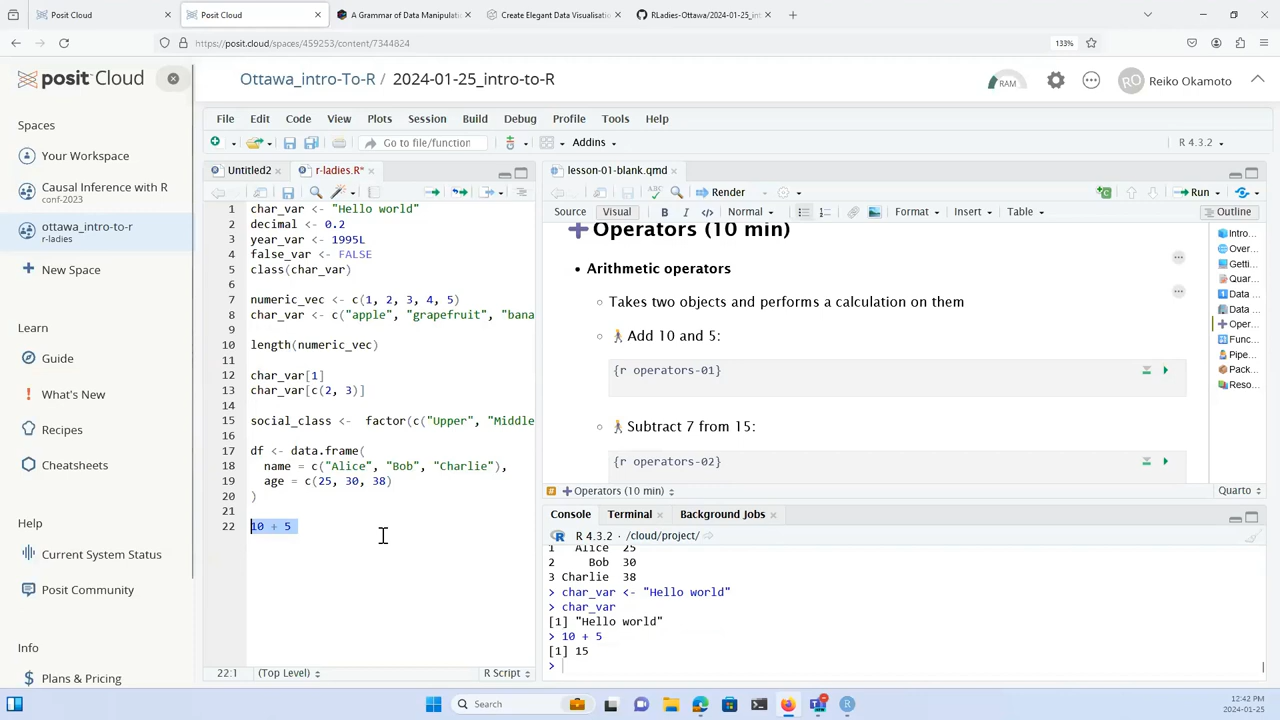 Posit Cloud
Posit Cloud
A Grammar of Data Manipulati
Create Elegant Data Visualisation
RLadies-Ottawa/2024-01-25_int
https://posit.cloud/spaces/459253/content/7344824
133%
posit Cloud
Ottawa_intro-To-R / 2024-01-25_intro-to-R
RAM
RO
Reiko Okamoto
Spaces
Your Workspace
Causal Inference with R
conf-2023
ottawa_intro-to-r
r-ladies
New Space
Learn
Guide
What's New
Recipes
Cheatsheets
Help
Current System Status
Posit Community
Info
Plans & Pricing
File Edit Code View Plots Session Build Debug Profile Tools Help
Go to file/function
Addins
R 4.3.2
Untitled2
r-ladies.R*
1 char_var <- "Hello world"
2 decimal <- 0.2
3 year_var <- 1995L
4 false_var <- FALSE
5 class(char_var)
6
7 numeric_vec <- c(1, 2, 3, 4, 5)
8 char_var <- c("apple", "grapefruit", "bana
9
10 length(numeric_vec)
11
12 char_var[1]
13 char_var[c(2, 3)]
14
15 social_class <- factor(c("Upper", "Middle
16
17 df <- data.frame(
18 name = c("Alice", "Bob", "Charlie"),
19 age = c(25, 30, 38)
20 )
21
22 10 + 5
22:1 (Top Level) R Script
lesson-01-blank.qmd
Render
Run
Source Visual B I </> Normal Format Insert Table Outline
Operators (10 min)
Arithmetic operators
Takes two objects and performs a calculation on them
Add 10 and 5:
{r operators-01}
Subtract 7 from 15:
{r operators-02}
Intro...
Over...
Getti...
Quar...
Data ...
Data ...
Oper...
Func...
Pipe...
Pack...
Reso...
Operators (10 min)
Quarto
Console Terminal Background Jobs
R 4.3.2 · /cloud/project/
1 Alice 25
2 Bob 30
3 Charlie 38
> char_var <- "Hello world"
> char_var
[1] "Hello world"
> 10 + 5
[1] 15
>
Search
12:42 PM
2024-01-25